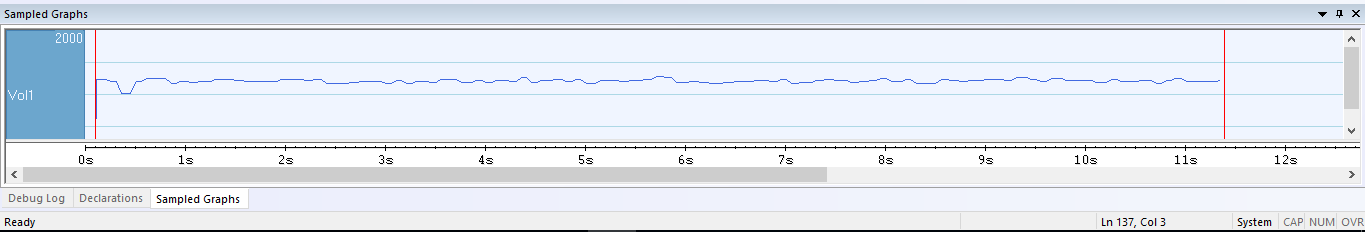 Sampled Graphs
2000
Vol1
0s 1s 2s 3s 4s 5s 6s 7s 8s 9s 10s 11s 12s
Debug Log Declarations Sampled Graphs
Ready Ln 137, Col 3 System CAP NUM OVR